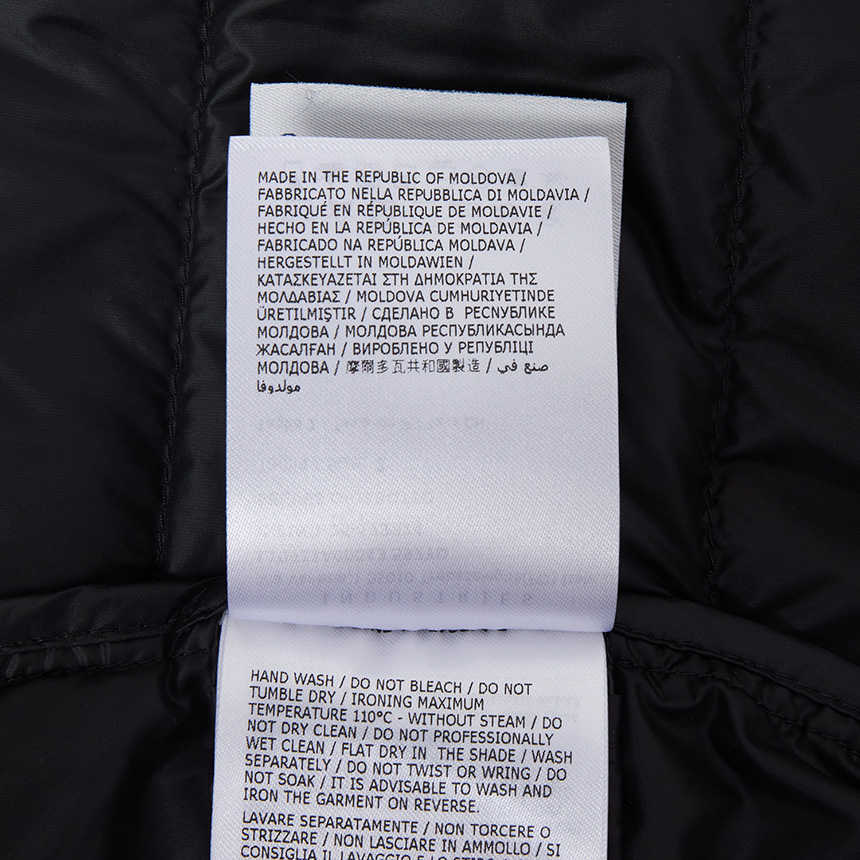 MADE IN THE REPUBLIC OF MOLDOVA /
FABBRICATO NELLA REPUBBLICA DI MOLDAVIA /
FABRIQUÉ EN RÉPUBLIQUE DE MOLDAVIE /
HECHO EN LA REPÚBLICA DE MOLDAVIA /
FABRICADO NA REPÚBLICA MOLDAVA /
HERGESTELLT IN MOLDAWIEN /
ΚΑΤΑΣΚΕΥΑΖΕΤΑΙ ΣΤΗ ΔΗΜΟΚΡΑΤΙΑ ΤΗΣ
ΜΟΛΔΑΒΙΑΣ / MOLDOVA CUMHURIYETINDE
ÜRETILMIŞTIR / СДЕЛАНО В РЕСПУБЛИКЕ
МОЛДОВА / МОЛДОВА РЕСПУБЛИКАСЫНДА
ЖАСАЛҒАН / ВИРОБЛЕНО У РЕСПУБЛІЦІ
МОЛДОВА / 摩爾多瓦共和國製造 / صنع في
مولدوفا
INDUSTRIES
HAND WASH / DO NOT BLEACH / DO NOT
TUMBLE DRY / IRONING MAXIMUM
TEMPERATURE 110°C - WITHOUT STEAM / DO
NOT DRY CLEAN / DO NOT PROFESSIONALLY
WET CLEAN / FLAT DRY IN THE SHADE / WASH
SEPARATELY / DO NOT TWIST OR WRING / DO
NOT SOAK / IT IS ADVISABLE TO WASH AND
IRON THE GARMENT ON REVERSE.
LAVARE SEPARATAMENTE / NON TORCERE O
STRIZZARE / NON LASCIARE IN AMMOLLO / SI
CONSIGLIA IL LAVAGGIO E LO